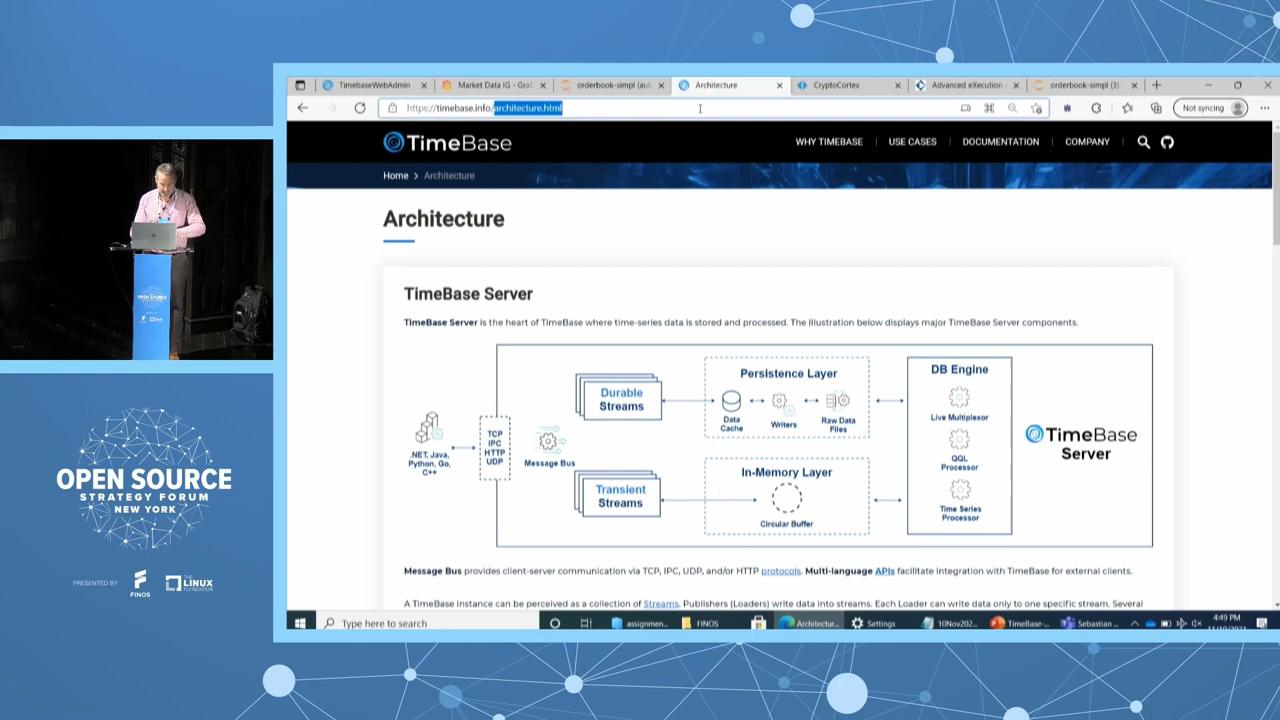 TimebaseWebAdmin
Market Data IG - Graf
orderbook-simpl (aut
Architecture
CryptoCortex
Advanced eXecution
orderbook-simpl (3)
https://timebase.info/architecture.html
Not syncing
TimeBase
WHY TIMEBASE
USE CASES
DOCUMENTATION
COMPANY
Home > Architecture
Architecture
TimeBase Server
TimeBase Server is the heart of TimeBase where time-series data is stored and processed. The illustration below displays major TimeBase Server components.
.NET, Java,
Python, Go,
C++
TCP
IPC
HTTP
UDP
Message Bus
Durable
Streams
Transient
Streams
Persistence Layer
Data
Cache
Writers
Raw Data
Files
In-Memory Layer
Circular Buffer
DB Engine
Live Multiplexor
QQL
Processor
Time Series
Processor
TimeBase
Server
Message Bus provides client-server communication via TCP, IPC, UDP, and/or HTTP protocols. Multi-language APIs facilitate integration with TimeBase for external clients.
A TimeBase instance can be perceived as a collection of Streams. Publishers (Loaders) write data into streams. Each Loader can write data only to one specific stream. Several
Type here to search
assignmen...
FINOS
Architectur...
Settings
10Nov202...
TimeBase-...
Sebastian ...
4:49 PM
OPEN SOURCE
STRATEGY FORUM
NEW YORK
PRESENTED BY
FINOS
THE
LINUX
FOUNDATION